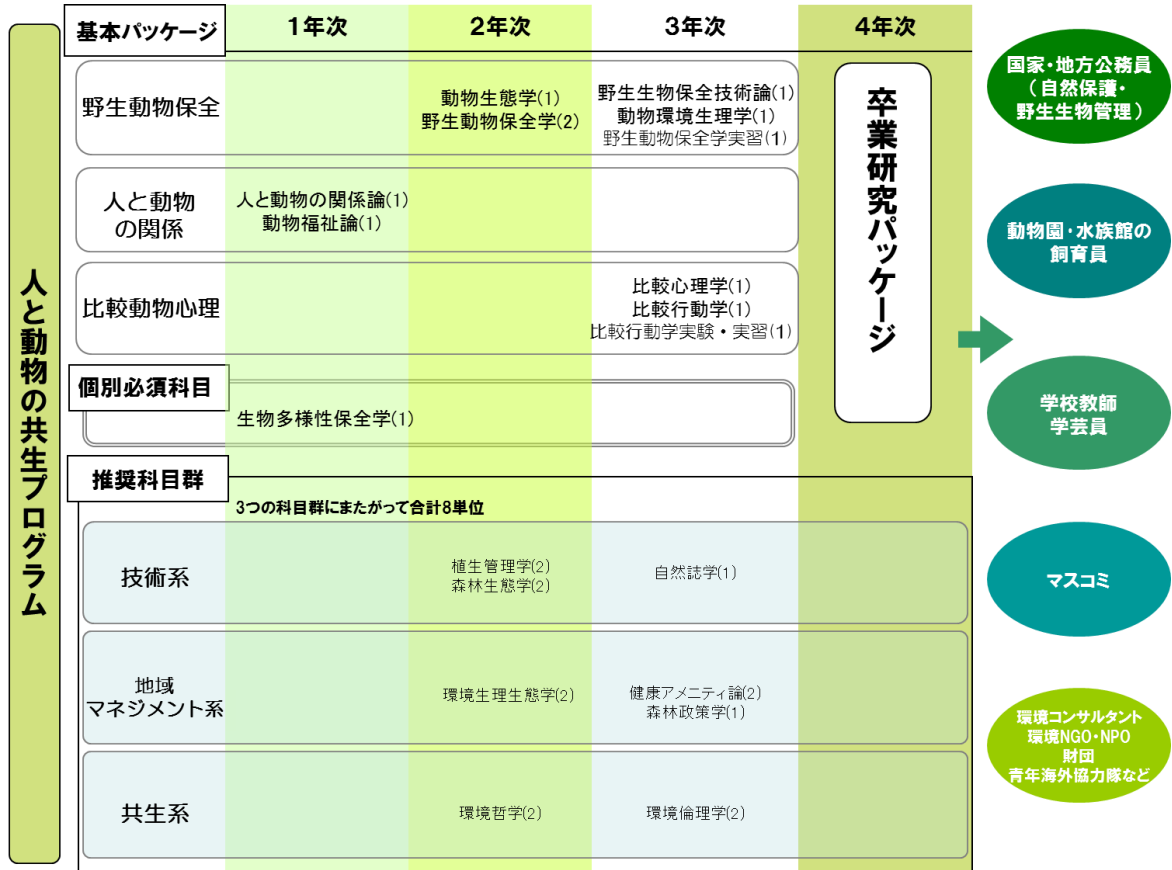 人と動物の共生プログラム
基本パッケージ
1年次
2年次
3年次
4年次
野生動物保全
動物生態学(1)
野生動物保全学(2)
野生生物保全技術論(1)
動物環境生理学(1)
野生動物保全学実習(1)
人と動物
の関係
人と動物の関係論(1)
動物福祉論(1)
比較動物心理
比較心理学(1)
比較行動学(1)
比較行動学実験・実習(1)
卒業研究パッケージ
個別必須科目
生物多様性保全学(1)
推奨科目群
3つの科目群にまたがって合計8単位
技術系
植生管理学(2)
森林生態学(2)
自然誌学(1)
地域
マネジメント系
環境生理生態学(2)
健康アメニティ論(2)
森林政策学(1)
共生系
環境哲学(2)
環境倫理学(2)
国家・地方公務員
(自然保護・
野生生物管理)
動物園・水族館の
飼育員
学校教師
学芸員
マスコミ
環境コンサルタント
環境NGO・NPO
財団
青年海外協力隊など